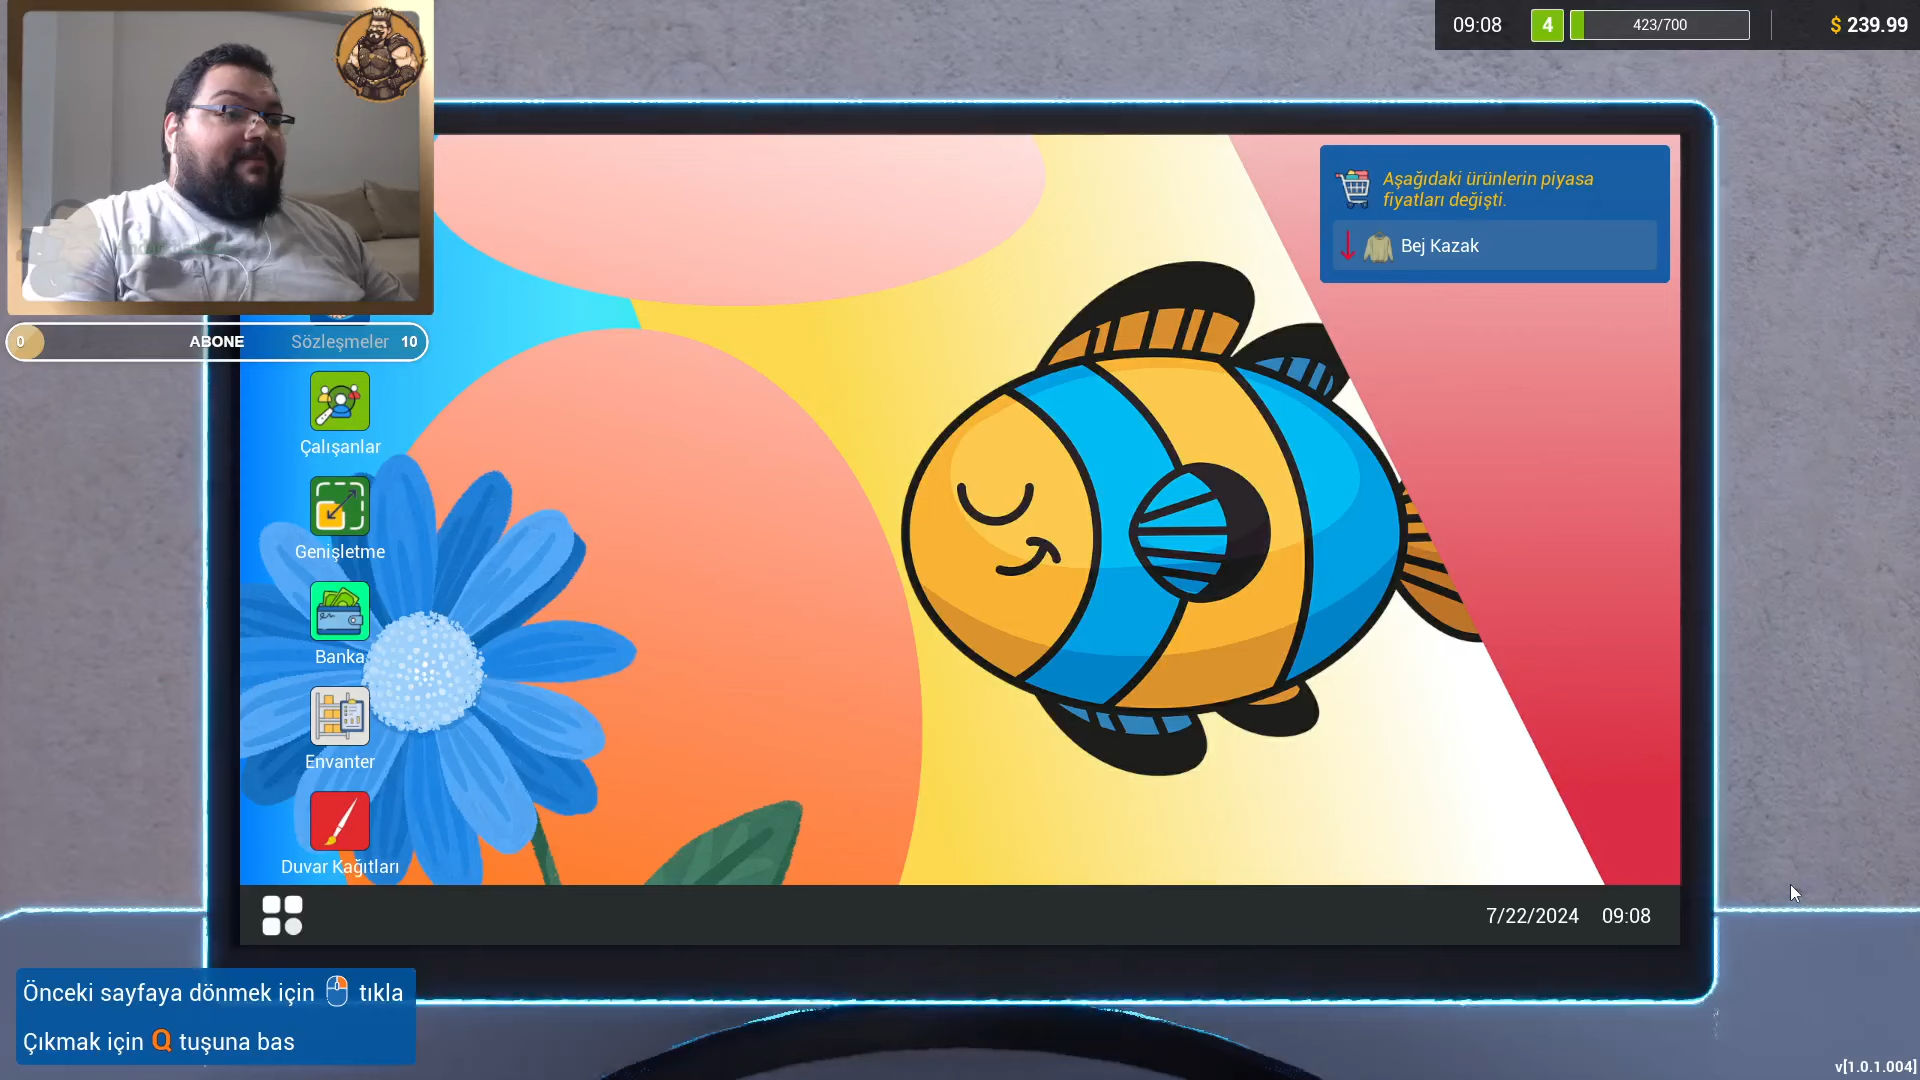 09:08
4
423/700
$ 239.99
Aşağıdaki ürünlerin piyasa
fiyatları değişti.
Bej Kazak
0
ABONE
Sözleşmeler
10
Çalışanlar
Genişletme
Banka
Envanter
Duvar Kağıtları
7/22/2024 09:08
Önceki sayfaya dönmek için tıkla
Çıkmak için Q tuşuna bas
v[1.0.1.004]